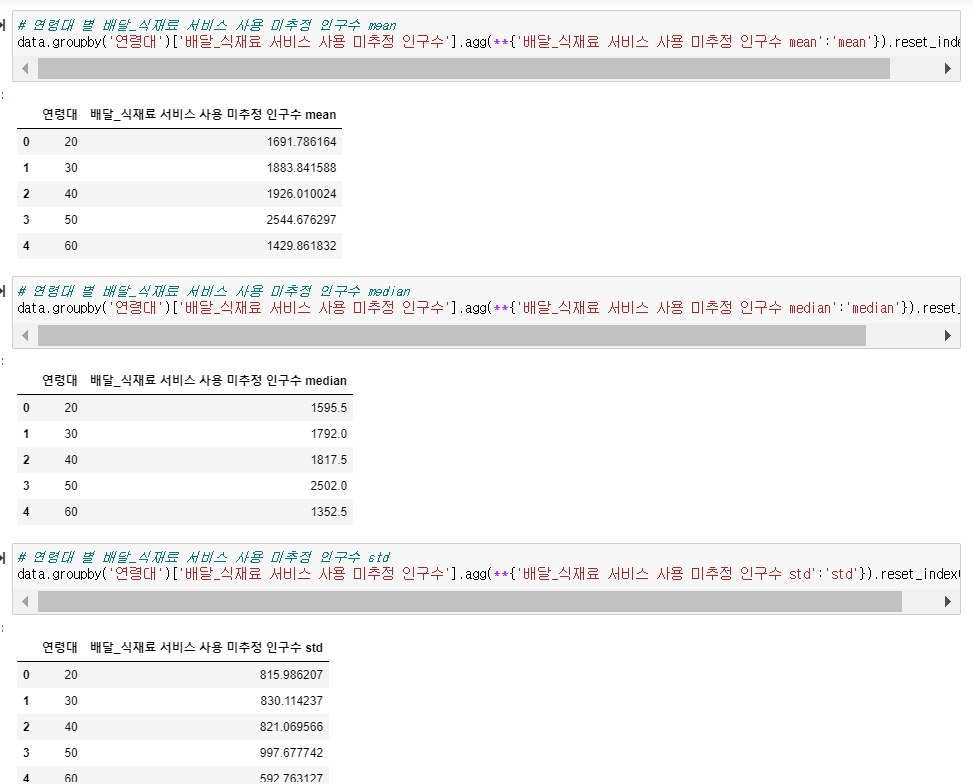 # 연령대 별 배달_식재료 서비스 사용 미추정 인구수 mean
data.groupby('연령대')['배달_식재료 서비스 사용 미추정 인구수'].agg(**{'배달_식재료 서비스 사용 미추정 인구수 mean':'mean'}).reset_inde
연령대 배달_식재료 서비스 사용 미추정 인구수 mean
0 20 1691.786164
1 30 1883.841588
2 40 1926.010024
3 50 2544.676297
4 60 1429.861832
# 연령대 별 배달_식재료 서비스 사용 미추정 인구수 median
data.groupby('연령대')['배달_식재료 서비스 사용 미추정 인구수'].agg(**{'배달_식재료 서비스 사용 미추정 인구수 median':'median'}).reset_
연령대 배달_식재료 서비스 사용 미추정 인구수 median
0 20 1595.5
1 30 1792.0
2 40 1817.5
3 50 2502.0
4 60 1352.5
# 연령대 별 배달_식재료 서비스 사용 미추정 인구수 std
data.groupby('연령대')['배달_식재료 서비스 사용 미추정 인구수'].agg(**{'배달_식재료 서비스 사용 미추정 인구수 std':'std'}).reset_index(
연령대 배달_식재료 서비스 사용 미추정 인구수 std
0 20 815.986207
1 30 830.114237
2 40 821.069566
3 50 997.677742
4 60 592.763127